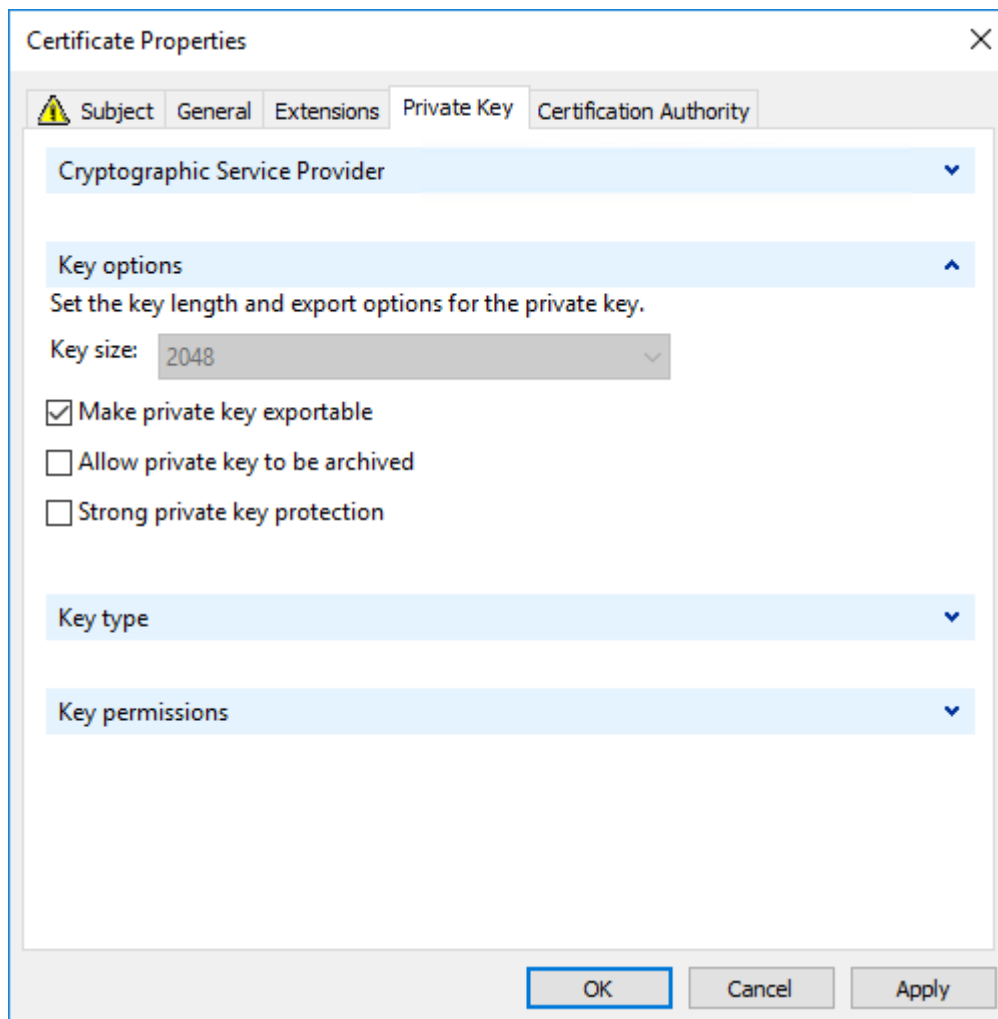 Certificate Properties
Subject General Extensions Private Key Certification Authority
Cryptographic Service Provider
Key options
Set the key length and export options for the private key.
Key size: 2048
Make private key exportable
Allow private key to be archived
Strong private key protection
Key type
Key permissions
OK Cancel Apply